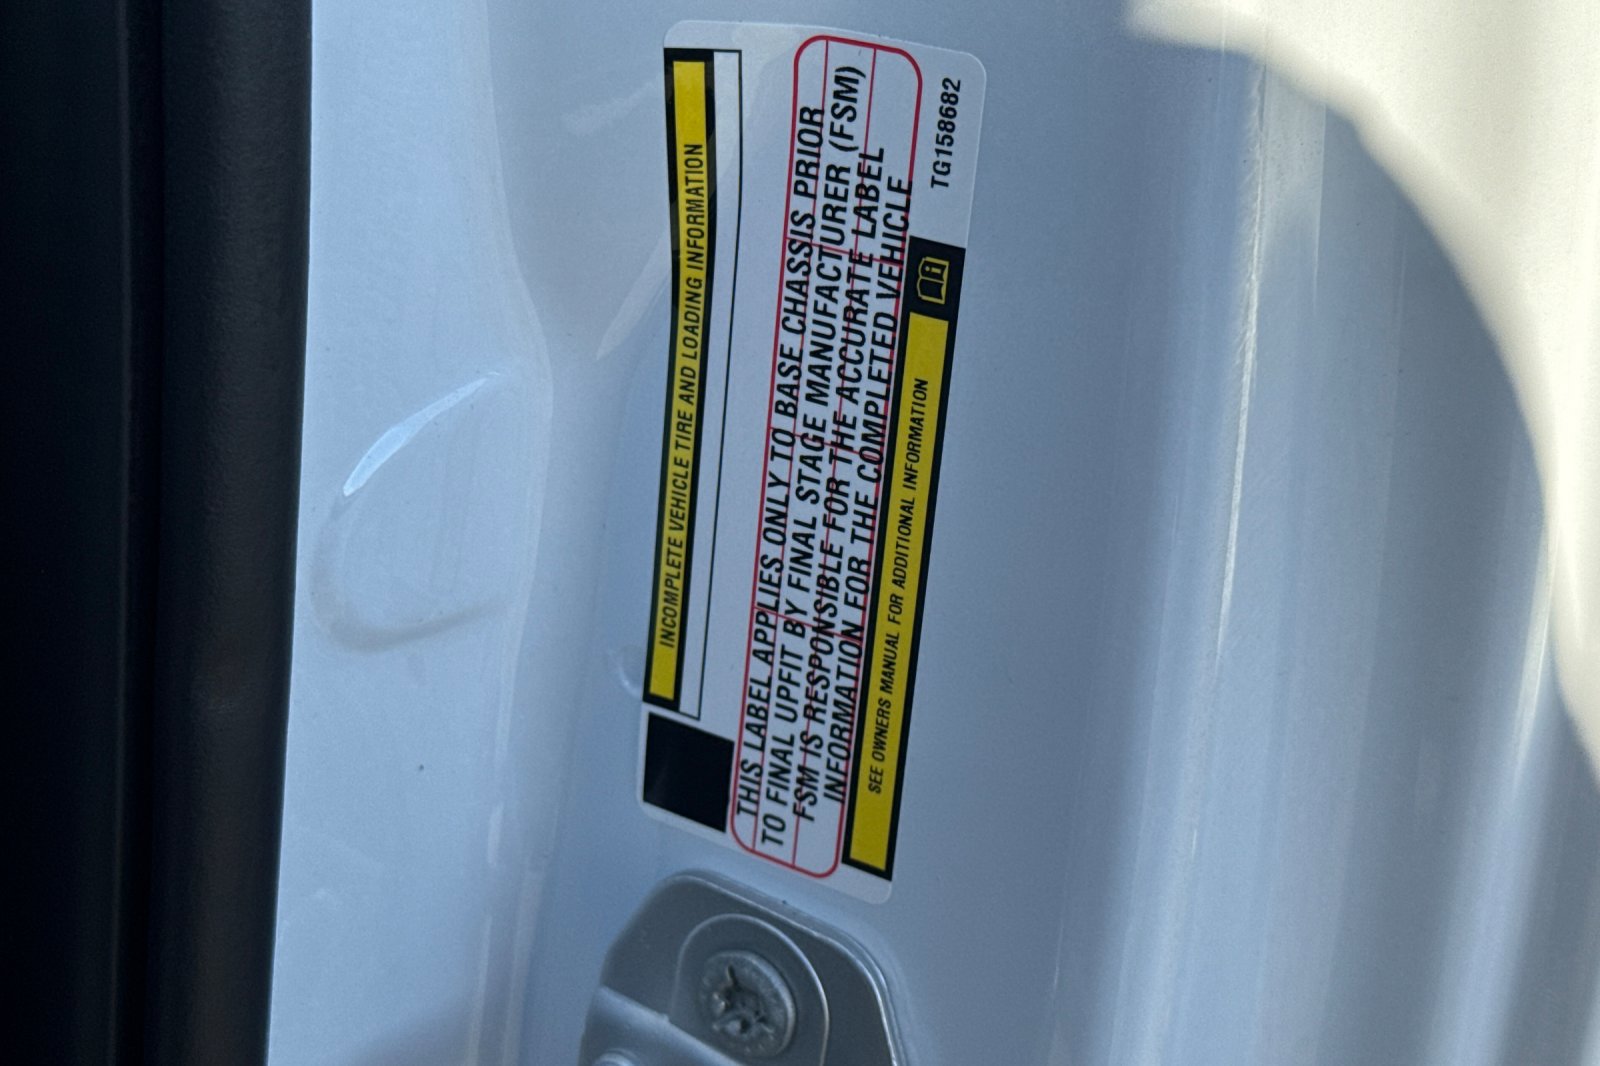 INCOMPLETE VEHICLE TIRE AND LOADING INFORMATION
THIS LABEL APPLIES ONLY TO BASE CHASSIS PRIOR
TO FINAL UPFIT BY FINAL STAGE MANUFACTURER (FSM)
FSM IS RESPONSIBLE FOR THE ACCURATE LABEL
INFORMATION FOR THE COMPLETED VEHICLE
SEE OWNERS MANUAL FOR ADDITIONAL INFORMATION
TG158682